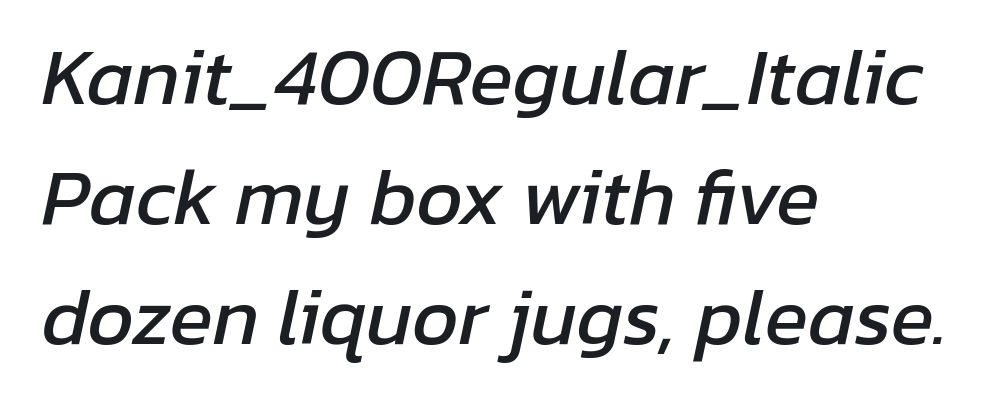 Kanit_400Regular_Italic
Pack my box with five
dozen liquor jugs, please.